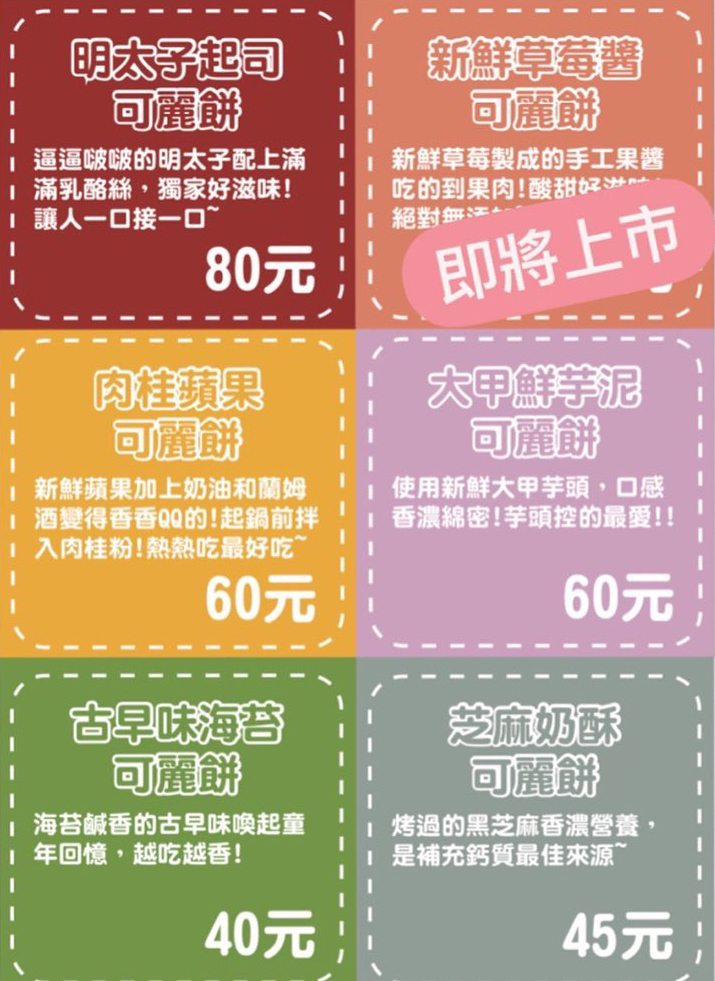 明太子起司
可麗餅
逼逼啵啵的明太子配上滿
滿乳酪絲，獨家好滋味!
讓人一口接一口~
80元
新鮮草莓醬
可麗餅
新鮮草莓製成的手工果醬
吃的到果肉!酸甜好滋味!
絕對無添加
即將上市
肉桂蘋果
可麗餅
新鮮蘋果加上奶油和蘭姆
酒變得香香QQ的!起鍋前拌
入肉桂粉!熱熱吃最好吃~
60元
大甲鮮芋泥
可麗餅
使用新鮮大甲芋頭，口感
香濃綿密!芋頭控的最愛!!
60元
古早味海苔
可麗餅
海苔鹹香的古早味喚起童
年回憶，越吃越香!
40元
芝麻奶酥
可麗餅
烤過的黑芝麻香濃營養，
是補充鈣質最佳來源~
45元